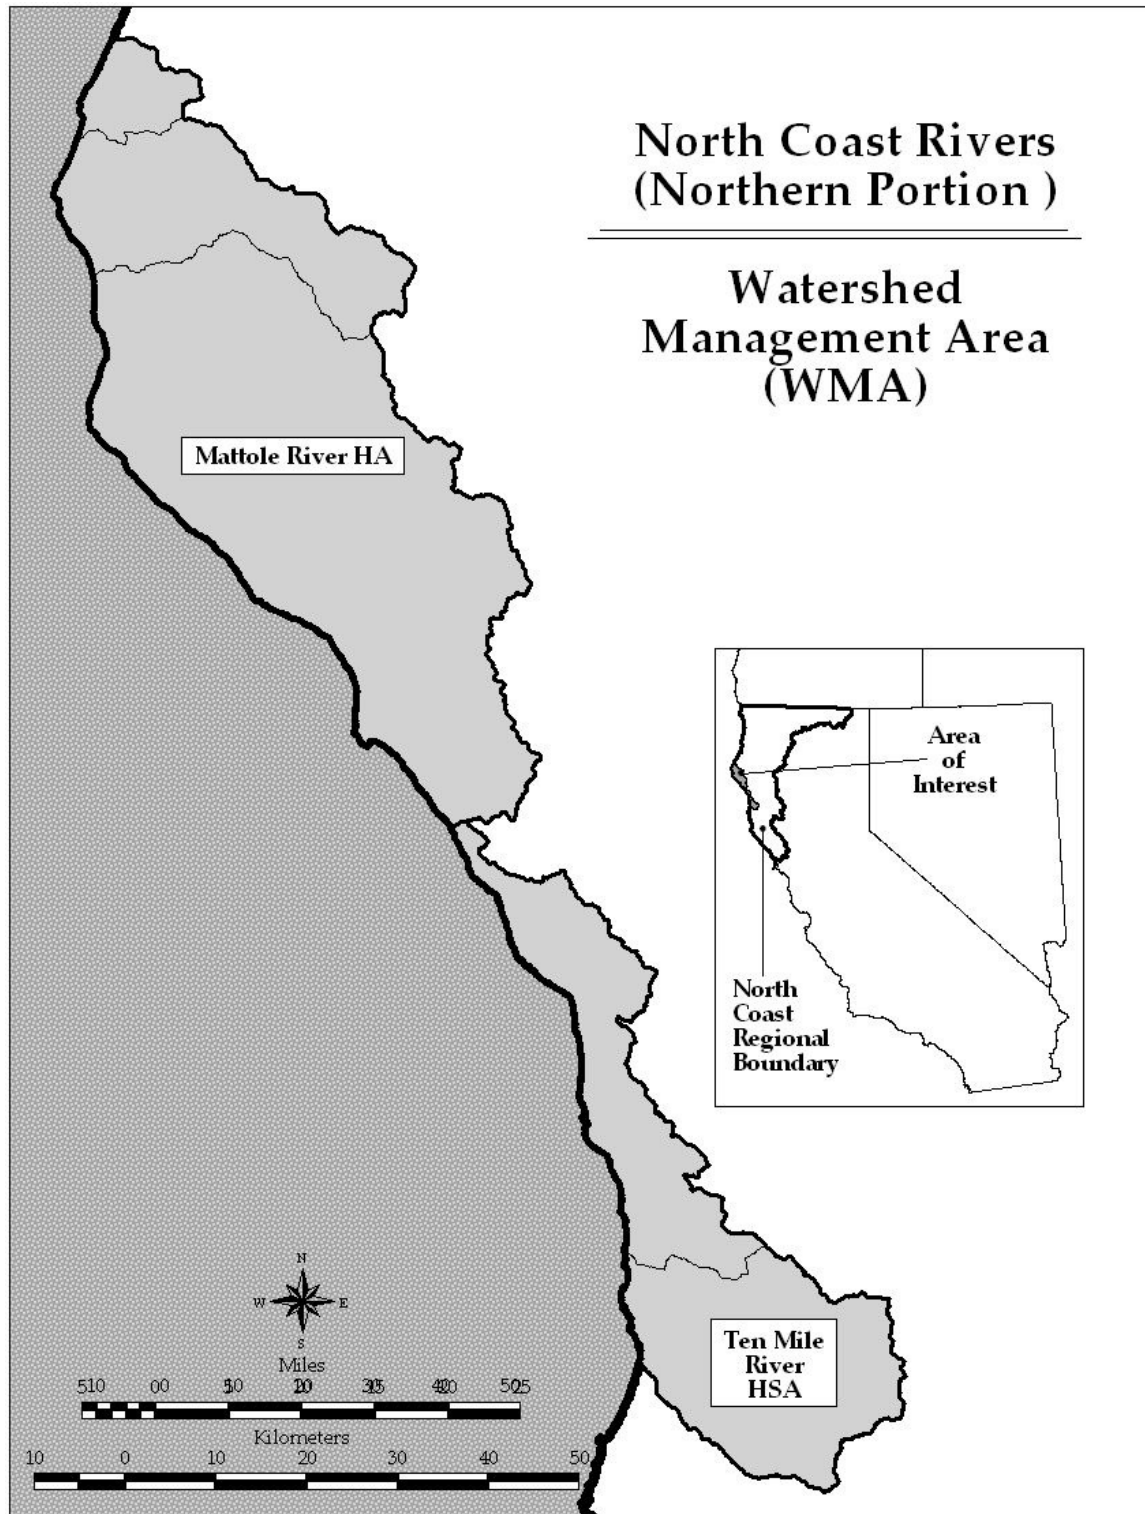 North Coast Rivers
(Northern Portion )
Watershed
Management Area
(WMA)
Mattole River HA
Area
of
Interest
North
Coast
Regional
Boundary
N
W E
S
Ten Mile
River
HSA
Miles
Kilometers
10 0 10 20 30 40 50